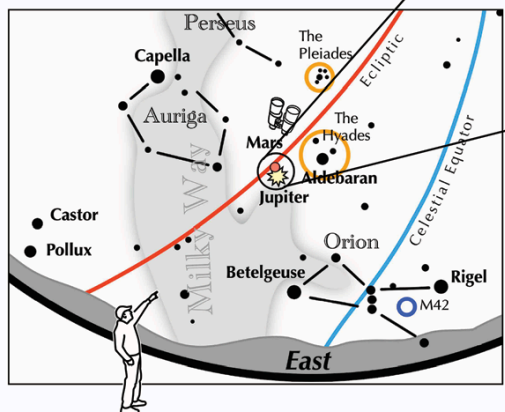 Perseus
The
Pleiades
Capella
Ecliptic
Auriga
The
Hyades
Mars
Aldebaran
Jupiter
Milky Way
Celestial Equator
Castor
Pollux
Orion
Betelgeuse
Rigel
M42
East